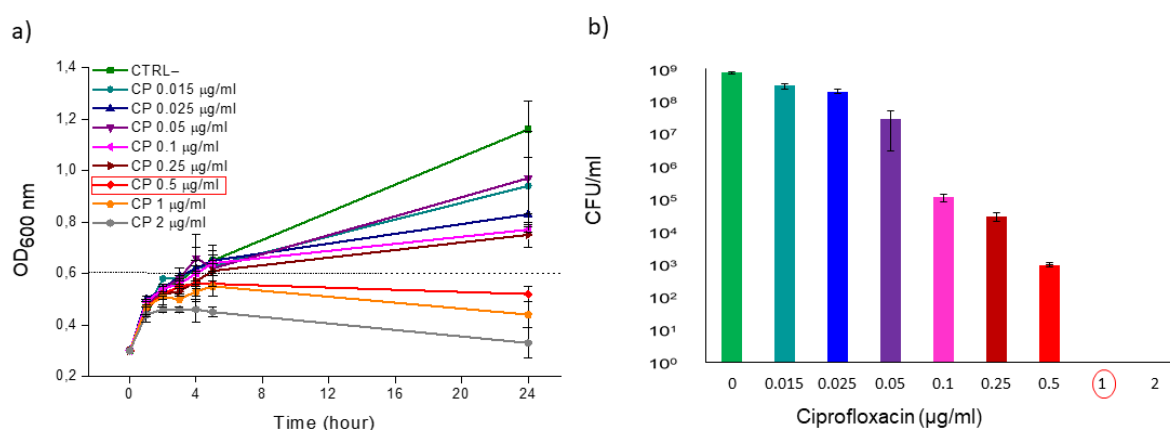 a)
1,4
1,2
1,0
0,8
0,6
0,4
0,2
OD600 nm
CTRL–
CP 0.015 µg/ml
CP 0.025 µg/ml
CP 0.05 µg/ml
CP 0.1 µg/ml
CP 0.25 µg/ml
CP 0.5 µg/ml
CP 1 µg/ml
CP 2 µg/ml
0 4 8 12 16 20 24
Time (hour)
b)
10⁹
10⁸
10⁷
10⁶
10⁵
10⁴
10³
10²
10¹
10⁰
CFU/ml
0 0.015 0.025 0.05 0.1 0.25 0.5 1 2
Ciprofloxacin (µg/ml)